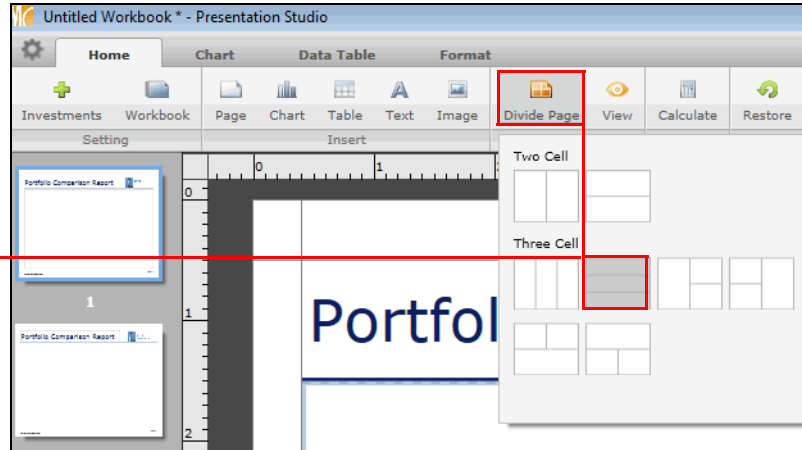 Untitled Workbook * - Presentation Studio
Home Chart Data Table Format
Investments Workbook Page Chart Table Text Image Divide Page View Calculate Restore
Setting Insert
Two Cell
Three Cell
0 1
0
1
2
Portfolio Comparison Report
1
Portfolio Comparison Report
Portfol